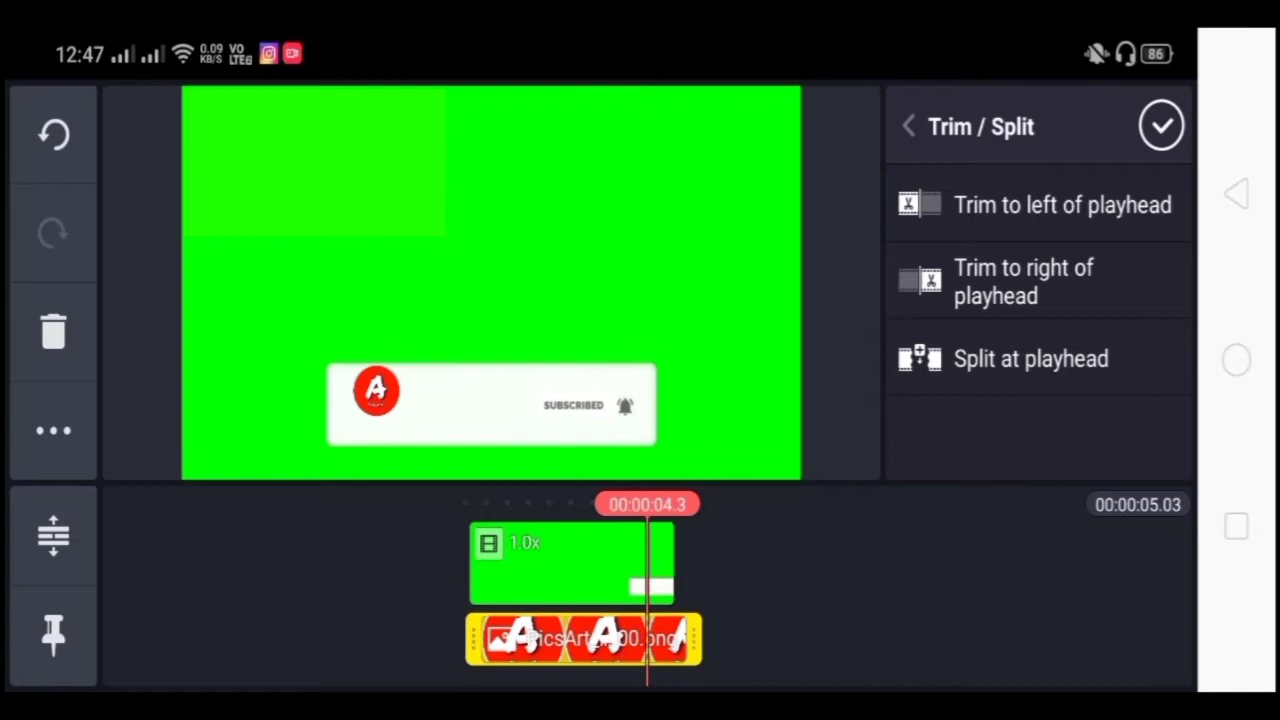 12:47 0.09 KB/S VO LTE2 86
Trim / Split
Trim to left of playhead
Trim to right of
playhead
Split at playhead
A
SUBSCRIBED
00:00:04.3
00:00:05.03
1.0x